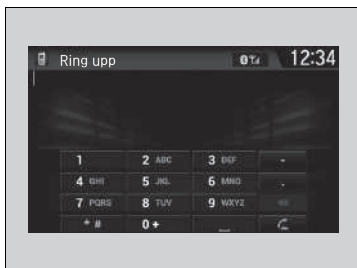 Ring upp 12:34
1 2 ABC 3 DEF -
4 GHI 5 JKL 6 MNO .
7 PQRS 8 TUV 9 WXYZ
* # 0 +